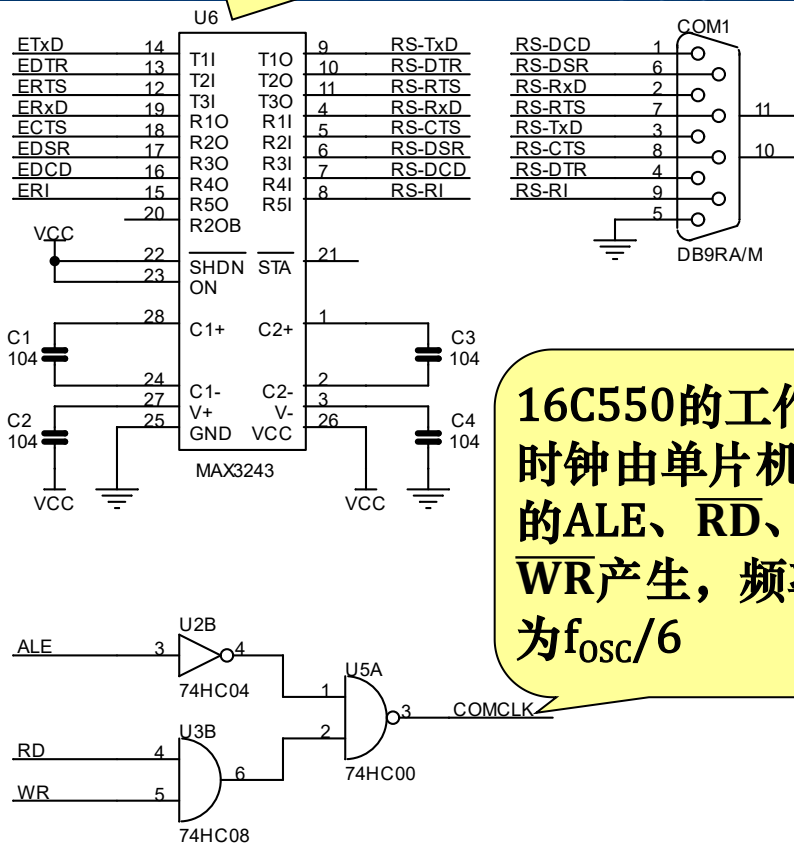 U6
ETxD 14 T1I T1O 9 RS-TxD
EDTR 13 T2I T2O 10 RS-DTR
ERTS 12 T3I T3O 11 RS-RTS
ERxD 19 R1O R1I 4 RS-RxD
ECTS 18 R2O R2I 5 RS-CTS
EDSR 17 R3O R3I 6 RS-DSR
EDCD 16 R4O R4I 7 RS-DCD
ERI 15 R5O R5I 8 RS-RI
20 R2OB
VCC
22 SHDN STA 21
23 ON
28 C1+ C2+ 1
C1
104
C3
104
24 C1- C2- 2
27 V+ V- 3
25 GND VCC 26
C2
104
C4
104
MAX3243
VCC
VCC
COM1
RS-DCD 1
RS-DSR 6
RS-RxD 2
RS-RTS 7
RS-TxD 3
RS-CTS 8
RS-DTR 4
RS-RI 9
5
11
10
DB9RA/M
16C550的工作
时钟由单片机
的ALE、RD、
WR产生，频率
为fOSC/6
U2B
ALE 3 4
74HC04
U5A
1
2
3 COMCLK
74HC00
U3B
RD 4
WR 5
6
74HC08